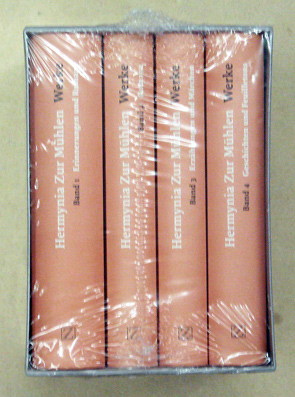 Hermynia Zur Mühlen Werke
Band 1 Erinnerungen und Romane
Hermynia Zur Mühlen Werke
Hermynia Zur Mühlen Werke
Band 3
Hermynia Zur Mühlen Werke
Band 4 Geschichten und Feuilletons